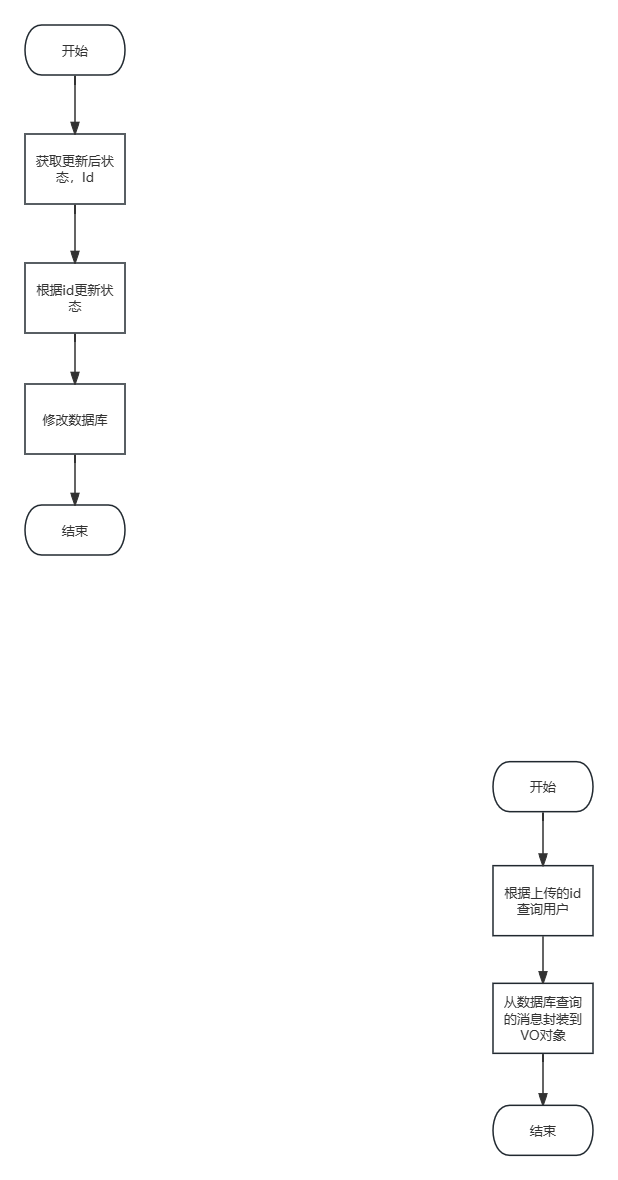 开始
获取更新后状
态，Id
根据id更新状
态
修改数据库
结束
开始
根据上传的id
查询用户
从数据库查询
的消息封装到
VO对象
结束